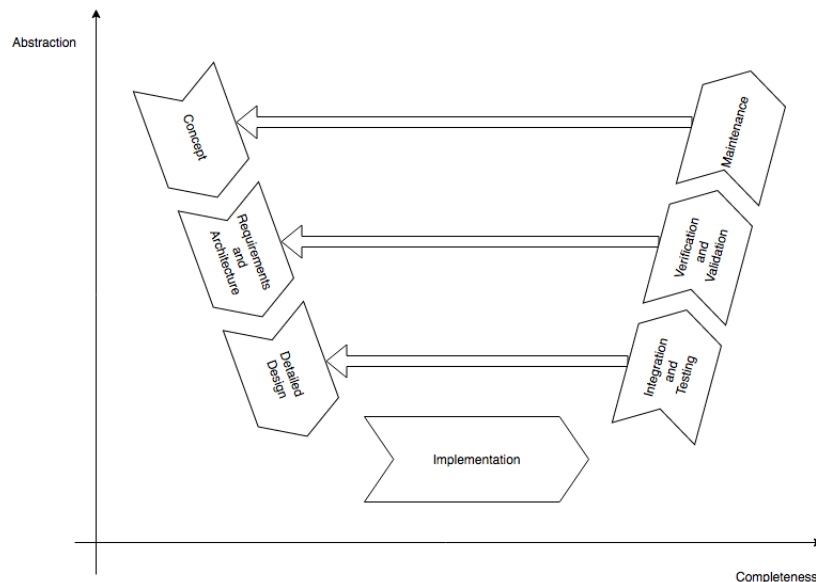 Abstraction
Concept
Maintenance
Requirements
and
Architecture
Verification
and
Validation
Detailed
Design
Integration
and
Testing
Implementation
Completeness